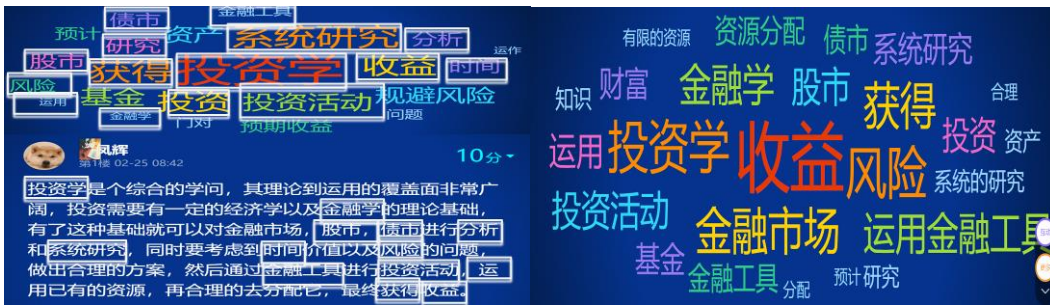 债市 金融工具
预计 研究 资产 系统研究 分析
股市 获得 投资学 收益 时间 运作
风险 运用 基金 投资 投资活动 规避风险
金融学 门对 预期收益 问题
凤辉
第1楼 02-25 08:42
10分
投资学是个综合的学问，其理论到运用的覆盖面非常广
阔，投资需要有一定的经济学以及金融学的理论基础，
有了这种基础就可以对金融市场，股市，债市进行分析
和系统研究，同时要考虑到时间价值以及风险的问题，
做出合理的方案，然后通过金融工具进行投资活动，运
用已有的资源，再合理的去分配它，最终获得收益。
有限的资源 资源分配 债市 系统研究
知识 财富 金融学 股市 获得 合理
运用 投资学 收益 风险 投资 资产
系统的研究
投资活动 金融市场 运用金融工具
基金 金融工具 分配 预计 研究